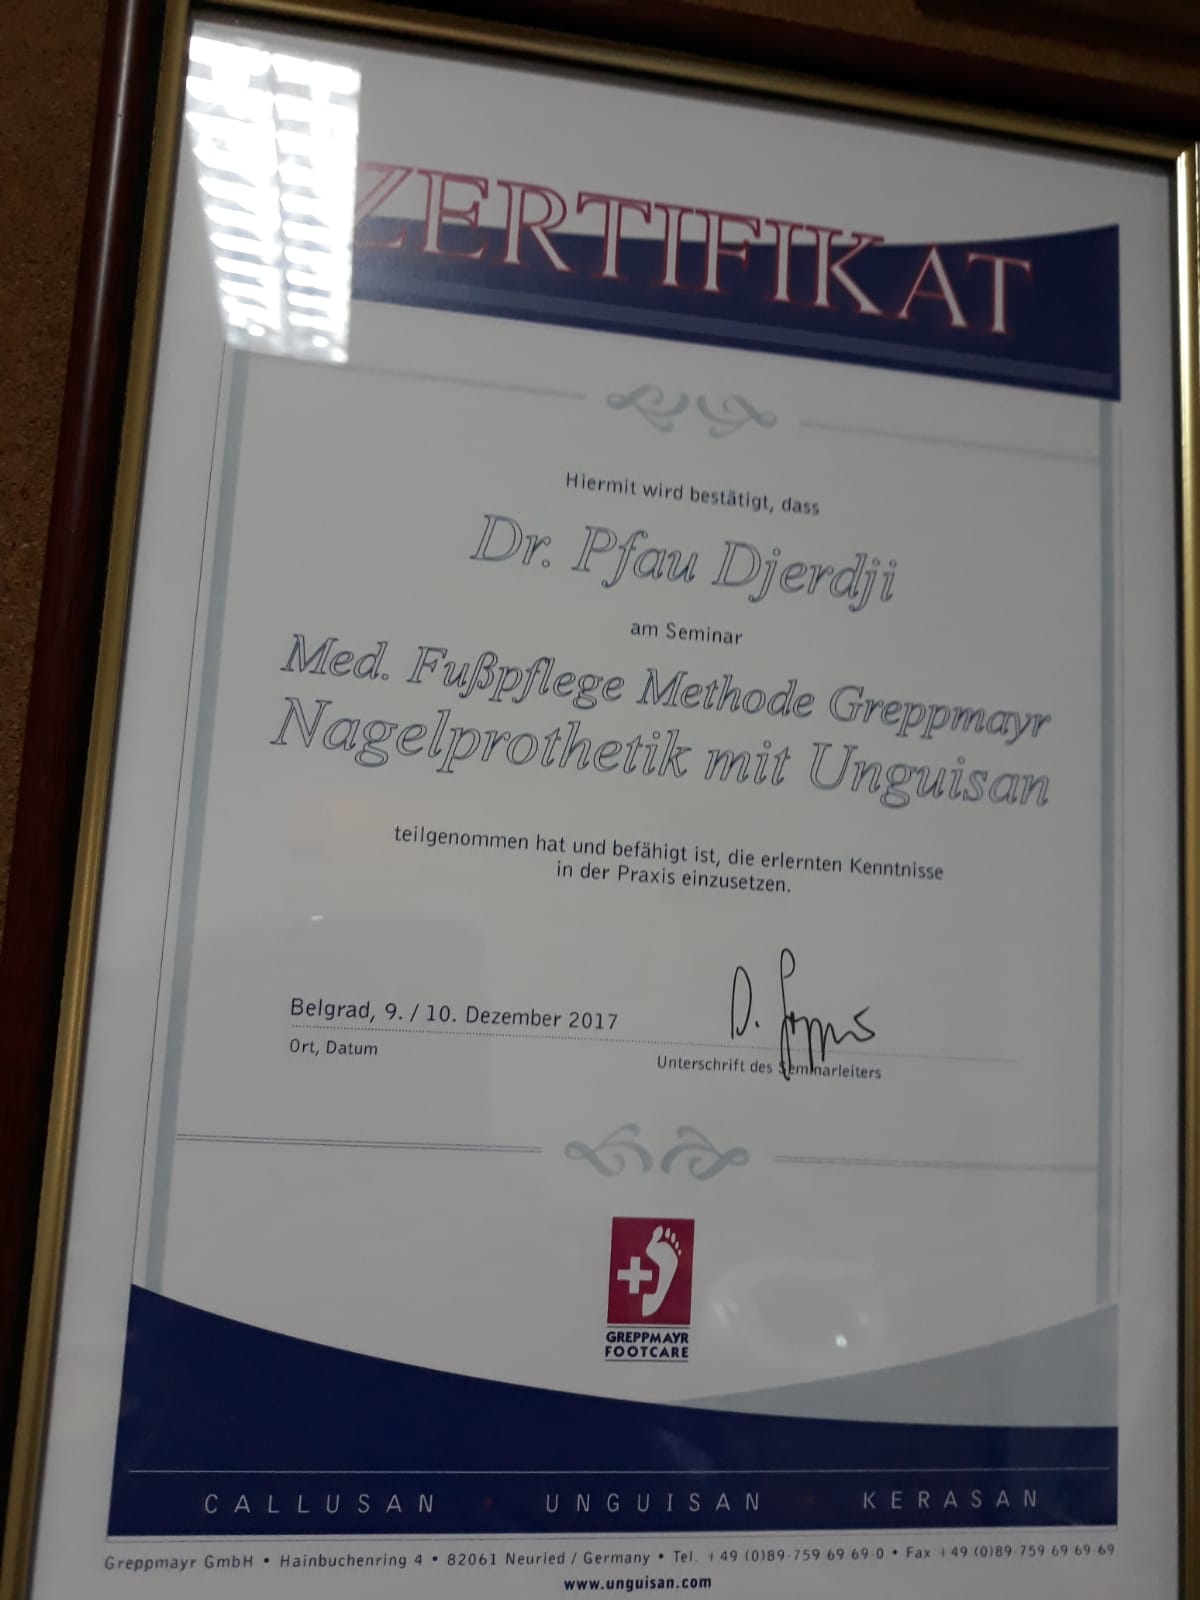 ZERTIFIKAT
Hiermit wird bestätigt, dass
Dr. Pfau Djerdji
am Seminar
Med. Fußpflege Methode Greppmayr
Nagelprothetik mit Unguisan
teilgenommen hat und befähigt ist, die erlernten Kenntnisse
in der Praxis einzusetzen.
Belgrad, 9. / 10. Dezember 2017
Ort, Datum
Unterschrift des Seminarleiters
GREPPMAYR
FOOTCARE
CALLUSAN UNGUISAN KERASAN
Greppmayr GmbH • Hainbuchenring 4 • 82061 Neuried / Germany • Tel. +49 (0)89-759 69 69-0 • Fax +49 (0)89-759 69 69 69
www.unguisan.com